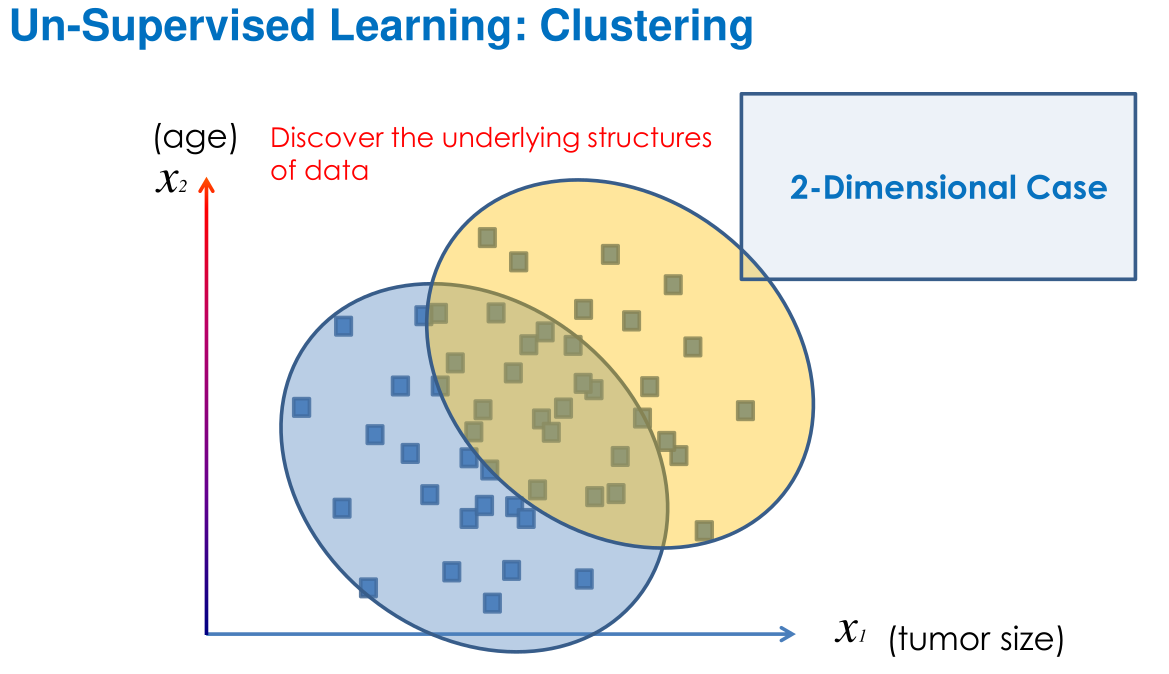 Un-Supervised Learning: Clustering
(age)
Discover the underlying structures
of data
x2
2-Dimensional Case
x1 (tumor size)